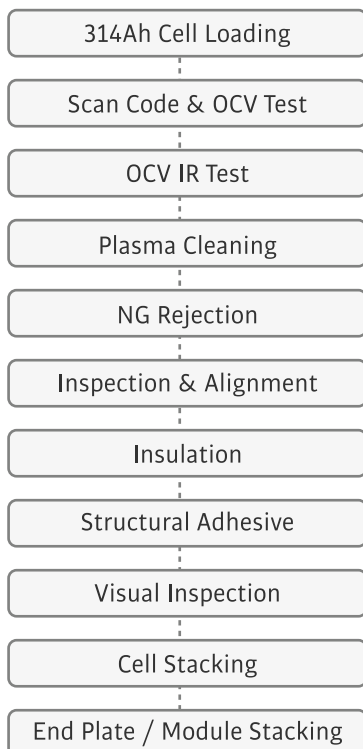 314Ah Cell Loading
Scan Code & OCV Test
OCV IR Test
Plasma Cleaning
NG Rejection
Inspection & Alignment
Insulation
Structural Adhesive
Visual Inspection
Cell Stacking
End Plate / Module Stacking